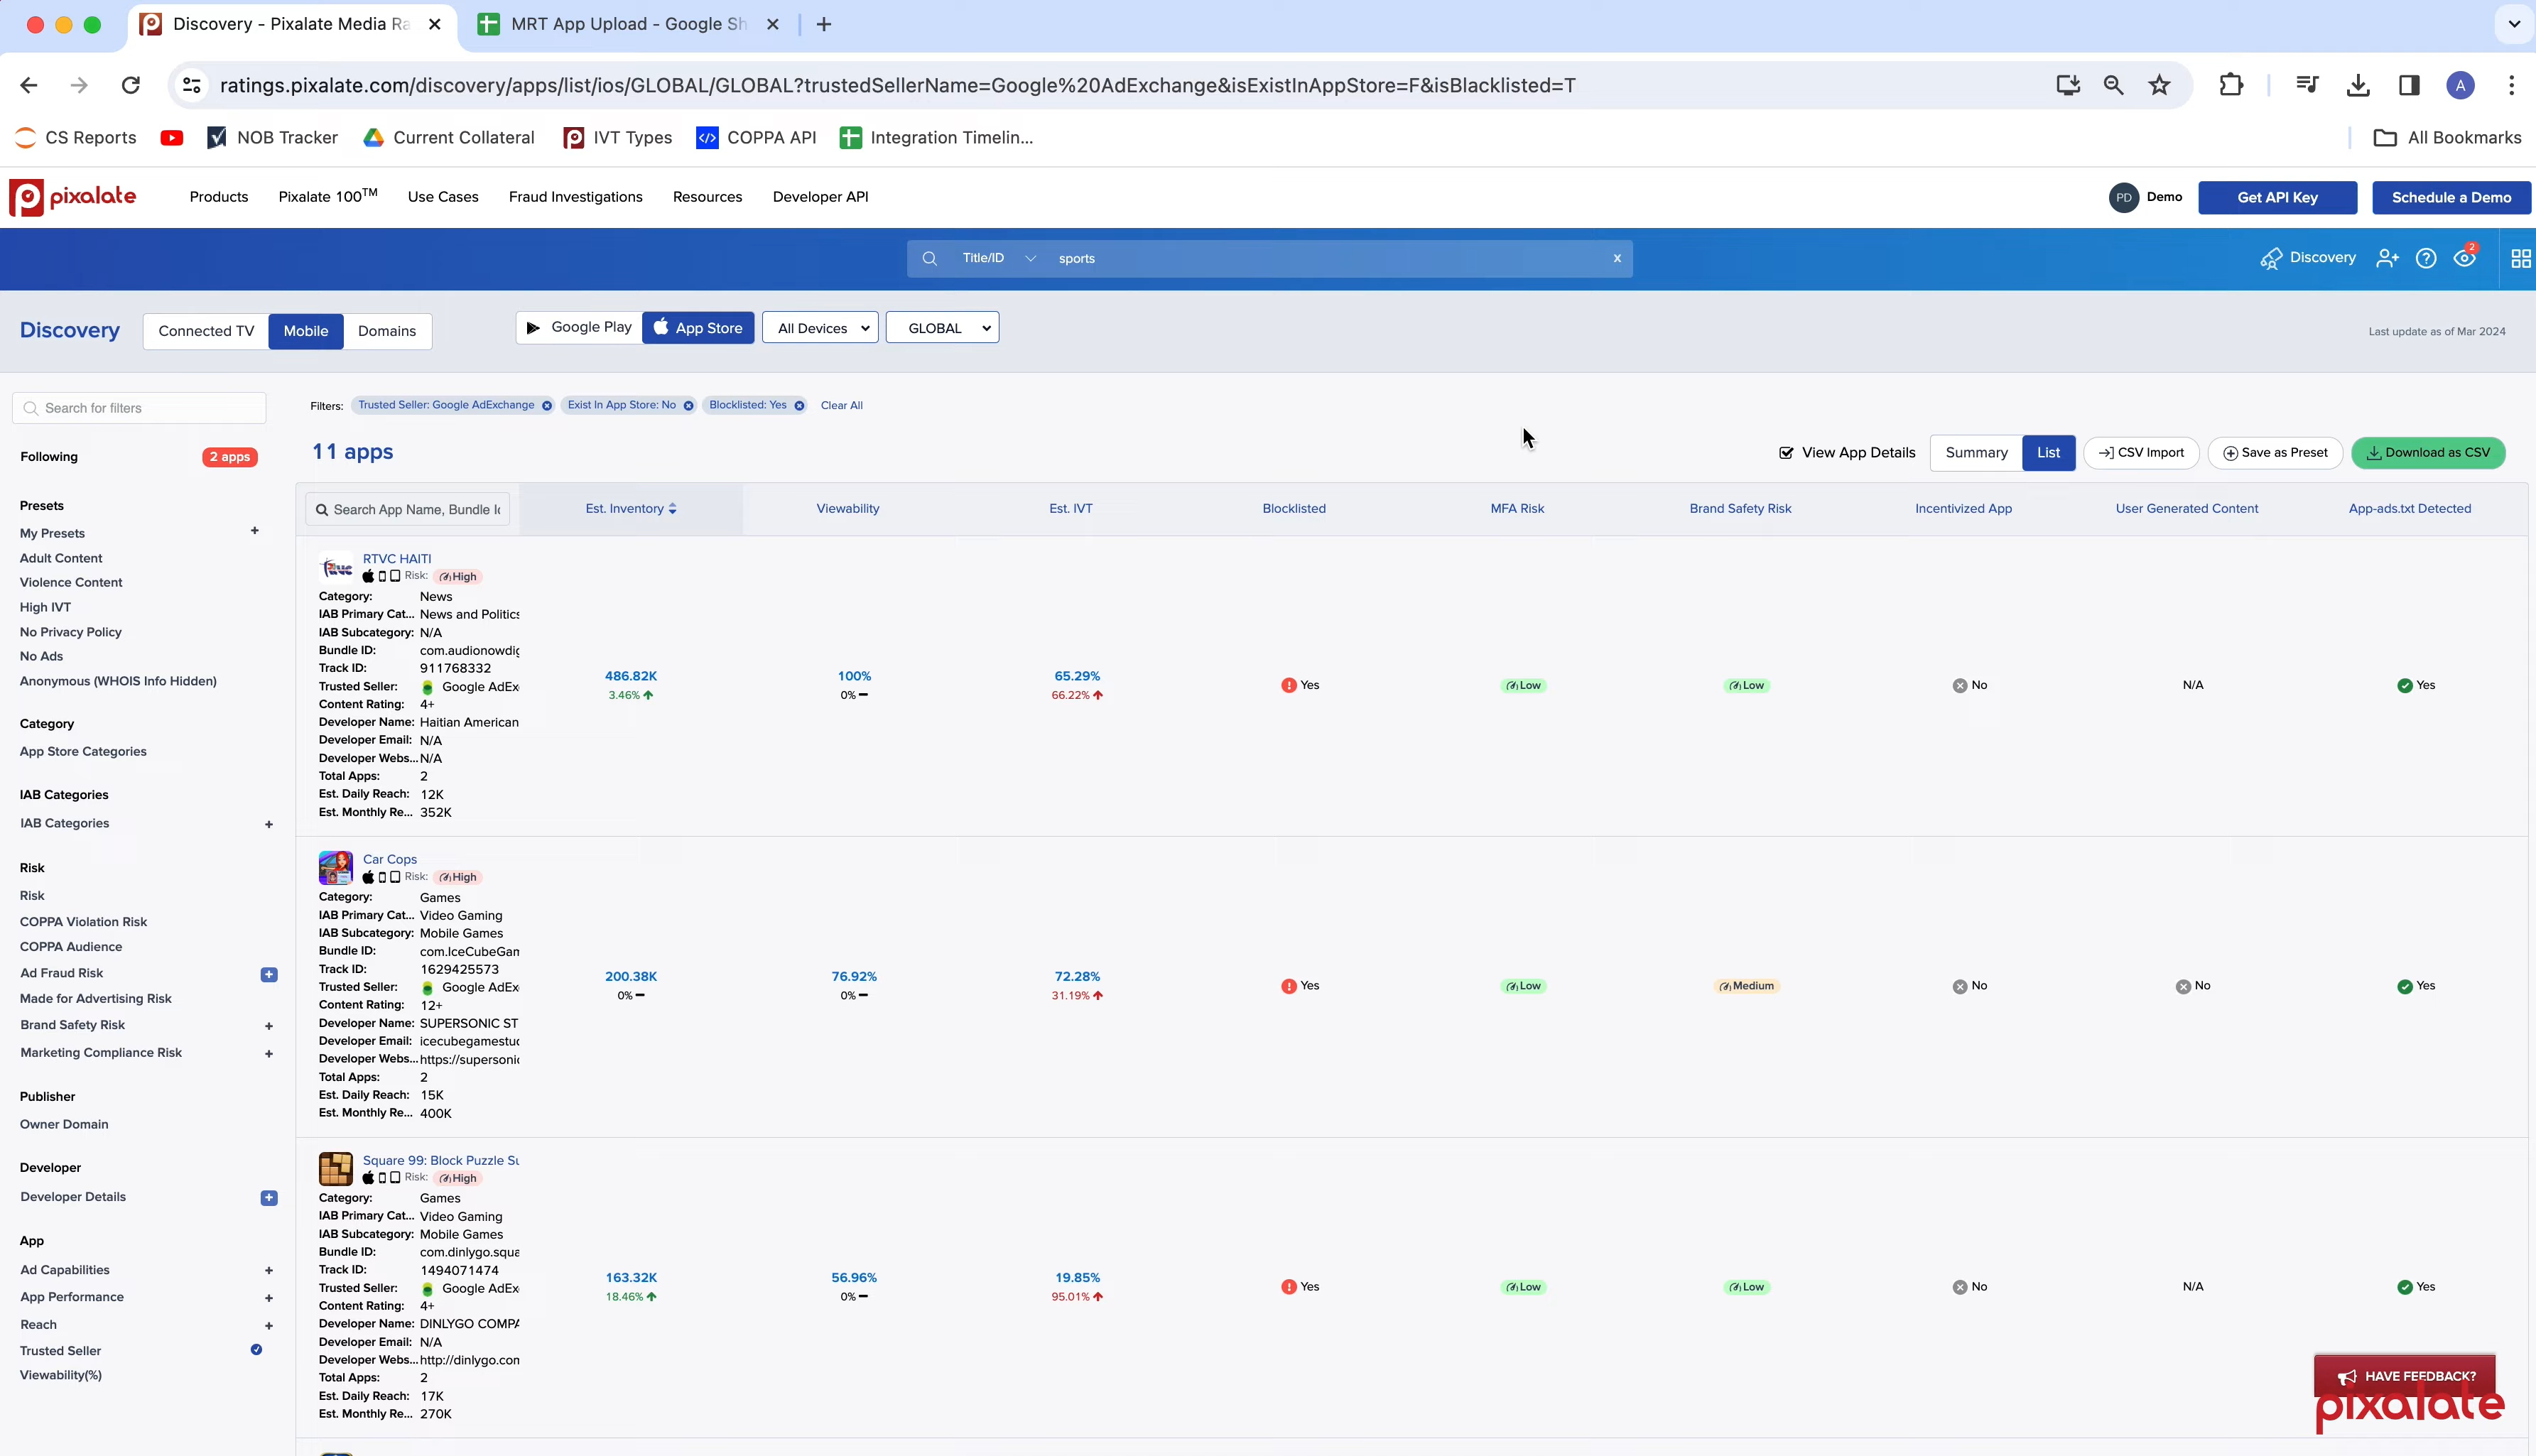 Discovery - Pixalate Media Ra
MRT App Upload - Google Sh
ratings.pixalate.com/discovery/apps/list/ios/GLOBAL/GLOBAL?trustedSellerName=Google%20AdExchange&isExistInAppStore=F&isBlacklisted=T
A
CS Reports NOB Tracker Current Collateral IVT Types COPPA API Integration Timelin... All Bookmarks
pixalate Products Pixalate 100TM Use Cases Fraud Investigations Resources Developer API PD Demo Get API Key Schedule a Demo
Title/ID sports x Discovery 2
Discovery Connected TV Mobile Domains Google Play App Store All Devices GLOBAL Last update as of Mar 2024
Search for filters
Filters: Trusted Seller: Google AdExchange Exist In App Store: No Blocklisted: Yes Clear All
Following 2 apps
11 apps View App Details Summary List CSV Import Save as Preset Download as CSV
Presets
My Presets +
Adult Content
Violence Content
High IVT
No Privacy Policy
No Ads
Anonymous (WHOIS Info Hidden)
Category
App Store Categories
IAB Categories
IAB Categories +
Risk
Risk
COPPA Violation Risk
COPPA Audience
Ad Fraud Risk +
Made for Advertising Risk
Brand Safety Risk +
Marketing Compliance Risk +
Publisher
Owner Domain
Developer
Developer Details +
App
Ad Capabilities +
App Performance +
Reach +
Trusted Seller
Viewability(%)
Search App Name, Bundle Ic Est. Inventory Viewability Est. IVT Blocklisted MFA Risk Brand Safety Risk Incentivized App User Generated Content App-ads.txt Detected
RTVC HAITI
Risk: High
Category: News
IAB Primary Cat... News and Politics
IAB Subcategory: N/A
Bundle ID: com.audionowdig
Track ID: 911768332
Trusted Seller: Google AdEx
Content Rating: 4+
Developer Name: Haitian American
Developer Email: N/A
Developer Webs... N/A
Total Apps: 2
Est. Daily Reach: 12K
Est. Monthly Re... 352K
486.82K 100% 65.29% Yes Low Low No N/A Yes
3.46% 0% 66.22%
Car Cops
Risk: High
Category: Games
IAB Primary Cat... Video Gaming
IAB Subcategory: Mobile Games
Bundle ID: com.IceCubeGam
Track ID: 1629425573
Trusted Seller: Google AdEx
Content Rating: 12+
Developer Name: SUPERSONIC ST
Developer Email: icecubegamestuc
Developer Webs... https://supersonic
Total Apps: 2
Est. Daily Reach: 15K
Est. Monthly Re... 400K
200.38K 76.92% 72.28% Yes Low Medium No No Yes
0% 0% 31.19%
Square 99: Block Puzzle Su
Risk: High
Category: Games
IAB Primary Cat... Video Gaming
IAB Subcategory: Mobile Games
Bundle ID: com.dinlygo.squa
Track ID: 1494071474
Trusted Seller: Google AdEx
Content Rating: 4+
Developer Name: DINLYGO COMPA
Developer Email: N/A
Developer Webs... http://dinlygo.com
Total Apps: 2
Est. Daily Reach: 17K
Est. Monthly Re... 270K
163.32K 56.96% 19.85% Yes Low Low No N/A Yes
18.46% 0% 95.01%
HAVE FEEDBACK?
pixalate